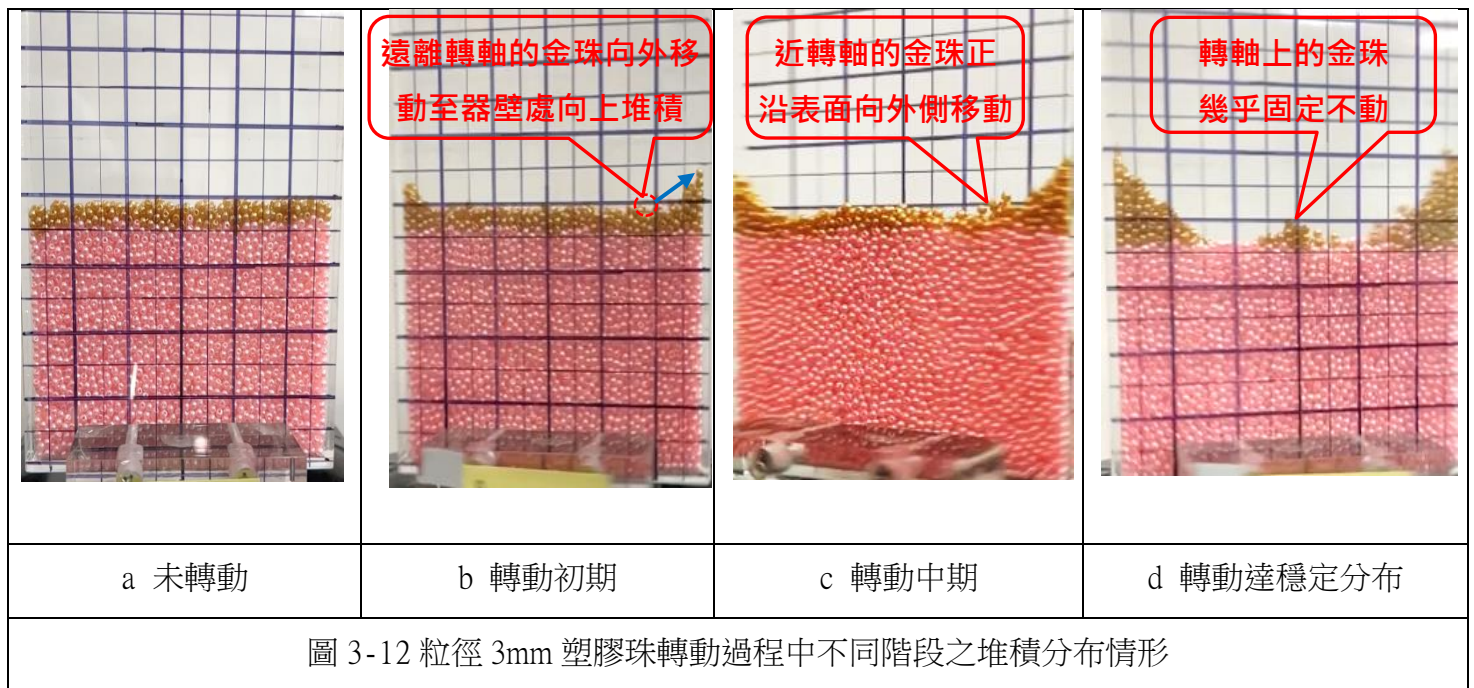 遠離轉軸的金珠向外移
動至器壁處向上堆積
近轉軸的金珠正
沿表面向外側移動
轉軸上的金珠
幾乎固定不動
a 未轉動
b 轉動初期
c 轉動中期
d 轉動達穩定分布
圖 3-12 粒徑 3mm 塑膠珠轉動過程中不同階段之堆積分布情形